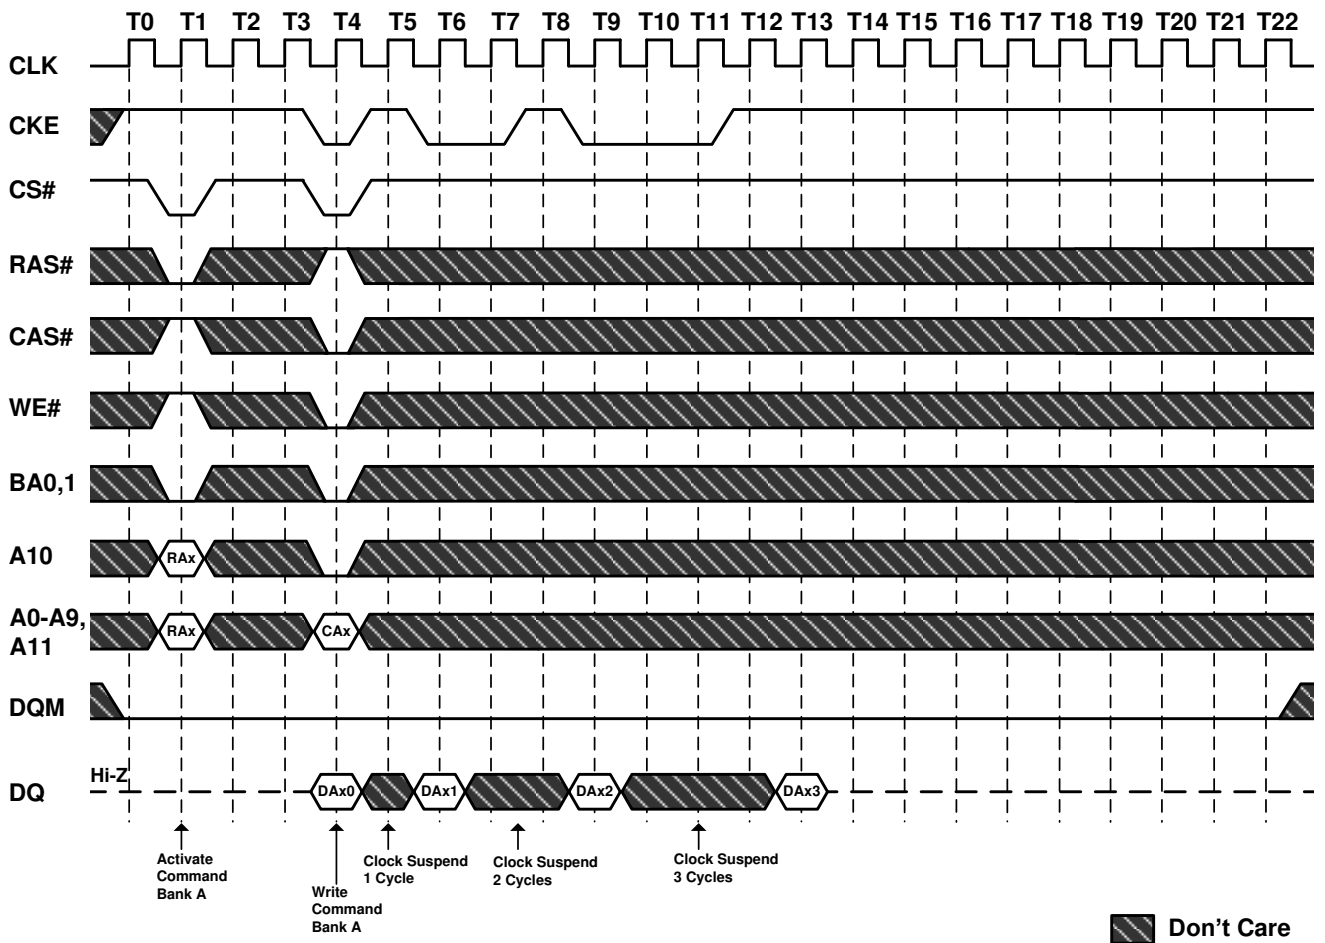 T0 T1 T2 T3 T4 T5 T6 T7 T8 T9 T10 T11 T12 T13 T14 T15 T16 T17 T18 T19 T20 T21 T22
CLK
CKE
CS#
RAS#
CAS#
WE#
BA0,1
A10 RAx
A0-A9, RAx CAx
A11
DQM
Hi-Z
DQ DAx0 DAx1 DAx2 DAx3
Activate
Command
Bank A
Write
Command
Bank A
Clock Suspend
1 Cycle
Clock Suspend
2 Cycles
Clock Suspend
3 Cycles
Don't Care